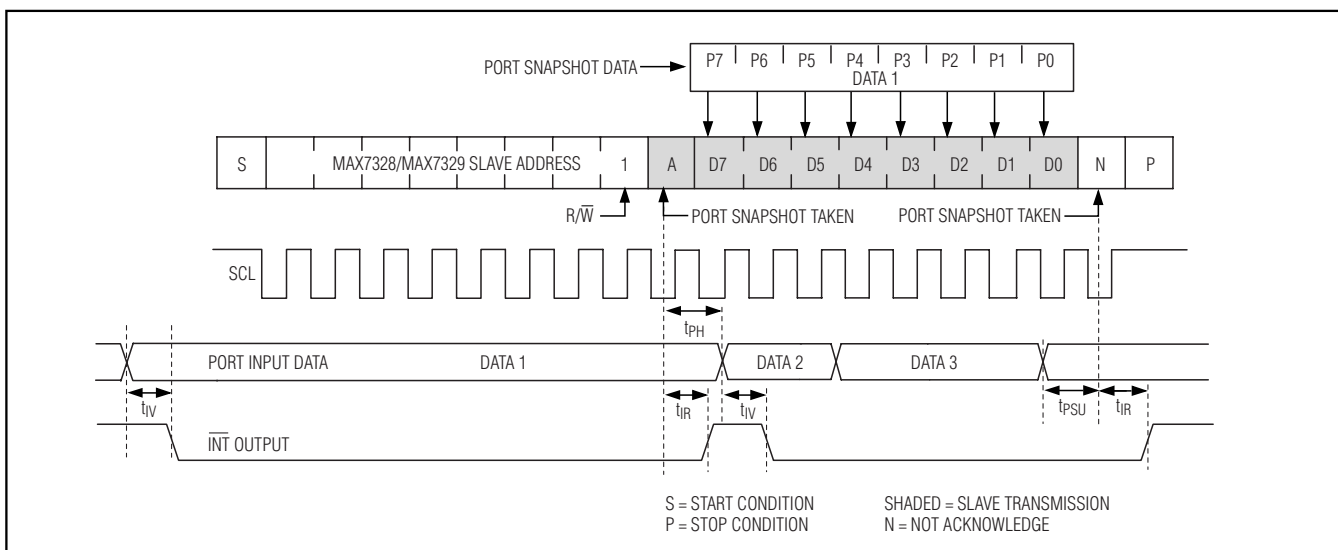 PORT SNAPSHOT DATA
P7 P6 P5 P4 P3 P2 P1 P0
DATA 1
S MAX7328/MAX7329 SLAVE ADDRESS 1 A D7 D6 D5 D4 D3 D2 D1 D0 N P
R/W̅ PORT SNAPSHOT TAKEN PORT SNAPSHOT TAKEN
SCL
tPH
PORT INPUT DATA DATA 1 DATA 2 DATA 3
tIV tIR tIV tPSU tIR
I̅N̅T̅ OUTPUT
S = START CONDITION SHADED = SLAVE TRANSMISSION
P = STOP CONDITION N = NOT ACKNOWLEDGE